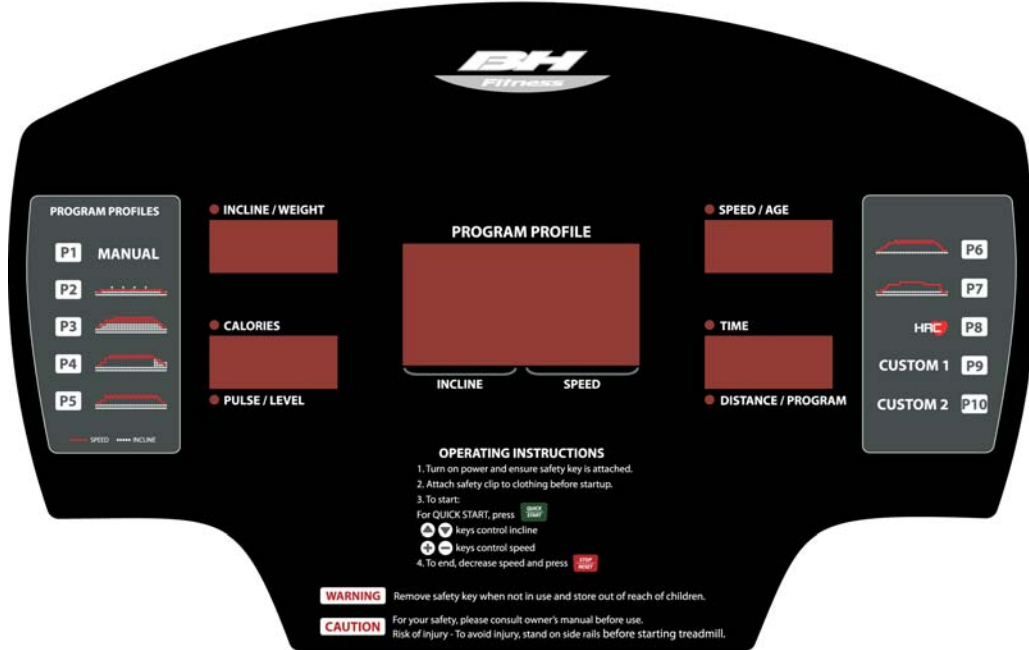 BH
Fitness
PROGRAM PROFILES
P1 MANUAL
P2
P3
P4
P5
SPEED INCLINE
INCLINE / WEIGHT
CALORIES
PULSE / LEVEL
PROGRAM PROFILE
INCLINE SPEED
SPEED / AGE
TIME
DISTANCE / PROGRAM
P6
P7
HRC P8
CUSTOM 1 P9
CUSTOM 2 P10
OPERATING INSTRUCTIONS
1. Turn on power and ensure safety key is attached.
2. Attach safety clip to clothing before startup.
3. To start:
For QUICK START, press QUICK START
keys control incline
keys control speed
4. To end, decrease speed and press STOP RESET
WARNING Remove safety key when not in use and store out of reach of children.
CAUTION For your safety, please consult owner's manual before use.
Risk of injury - To avoid injury, stand on side rails before starting treadmill.